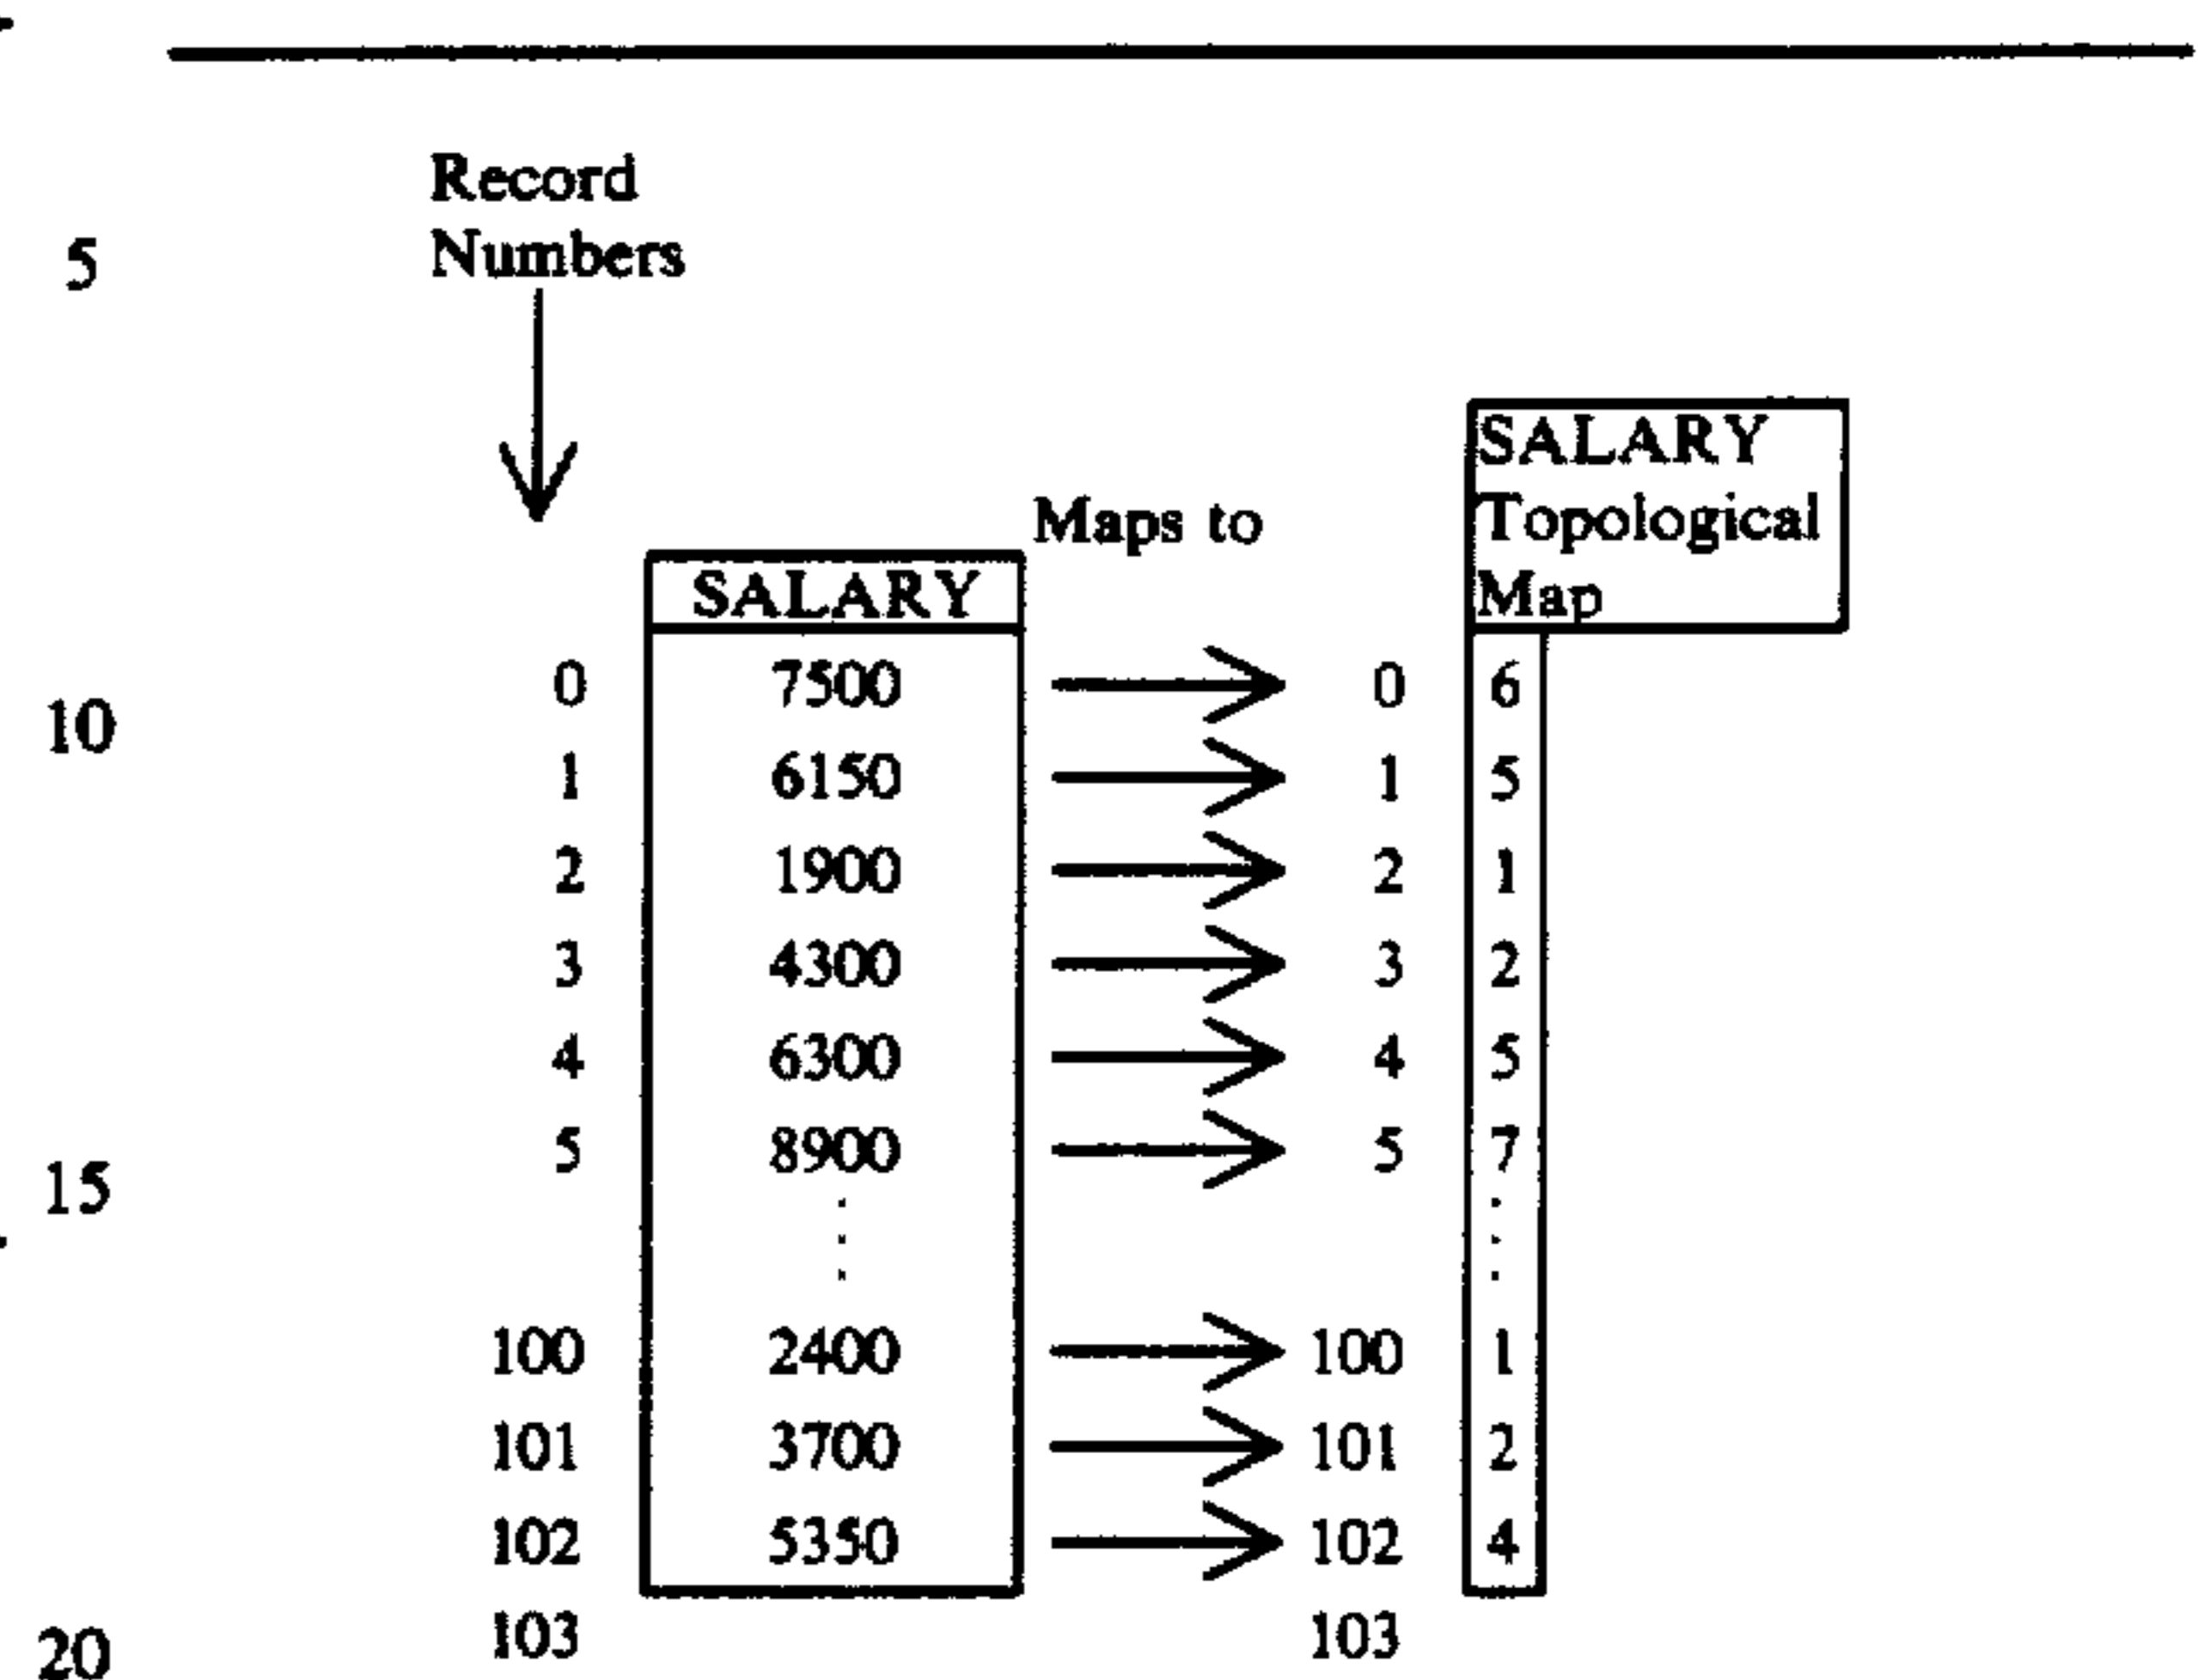 Record
5 Numbers
SALARY
Topological
Maps to
SALARY Map
0 7500 0 6
10
1 6150 1 5
2 1900 2 1
3 4300 3 2
4 6300 4 5
5 8900 5 7
15
100 2400 100 1
101 3700 101 2
102 5350 102 4
20 103 103